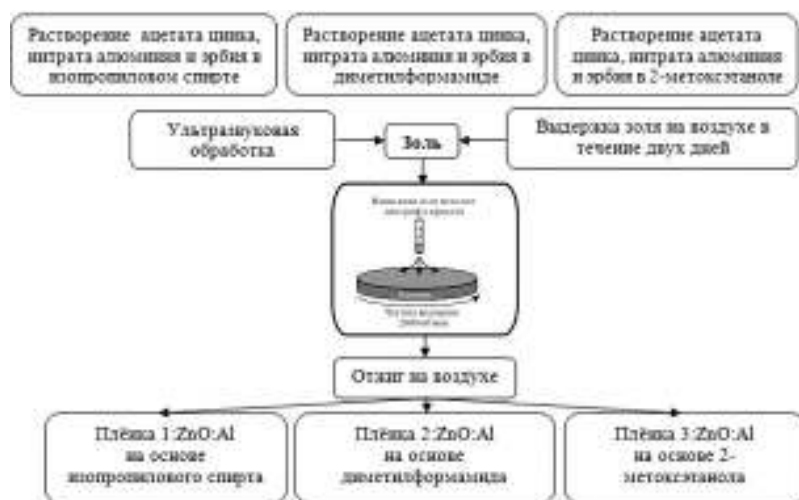 Растворение ацетата цинка,
нитрата алюминия и эрбия в
изопропиловом спирте
Растворение ацетата цинка,
нитрата алюминия и эрбия в
диметилформамиде
Растворение ацетата
цинка, нитрата алюминия
и эрбия в 2-метоксэтаноле
Ультразвуковая
обработка
Золь
Выдержка золя на воздухе в
течение двух дней
Отжиг на воздухе
Плёнка 1:ZnO:Al
на основе
изопропилового спирта
Плёнка 2:ZnO:Al
на основе
диметилформамида
Плёнка 3:ZnO:Al
на основе 2-
метоксэтанола